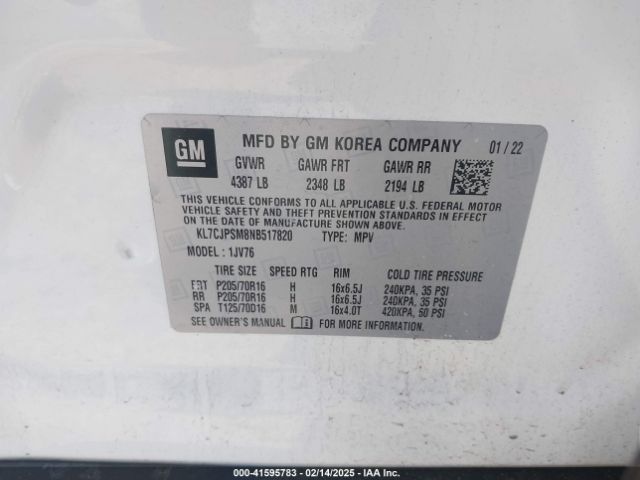 GM MFD BY GM KOREA COMPANY 01 / 22
GVWR GAWR FRT GAWR RR
4387 LB 2348 LB 2194 LB
THIS VEHICLE CONFORMS TO ALL APPLICABLE U.S. FEDERAL MOTOR
VEHICLE SAFETY AND THEFT PREVENTION STANDARDS IN EFFECT ON
THE DATE OF MANUFACTURE SHOWN ABOVE.
KL7CJPSM8NB517820 TYPE: MPV
MODEL : 1JV76
TIRE SIZE SPEED RTG RIM COLD TIRE PRESSURE
FRT P205/70R16 H 16x6.5J 240KPA, 35 PSI
RR P205/70R16 H 16x6.5J 240KPA, 35 PSI
SPA T125/70D16 M 16x4.0T 420KPA, 60 PSI
SEE OWNER'S MANUAL FOR MORE INFORMATION
000-41595783 - 02/14/2025 - IAA Inc.